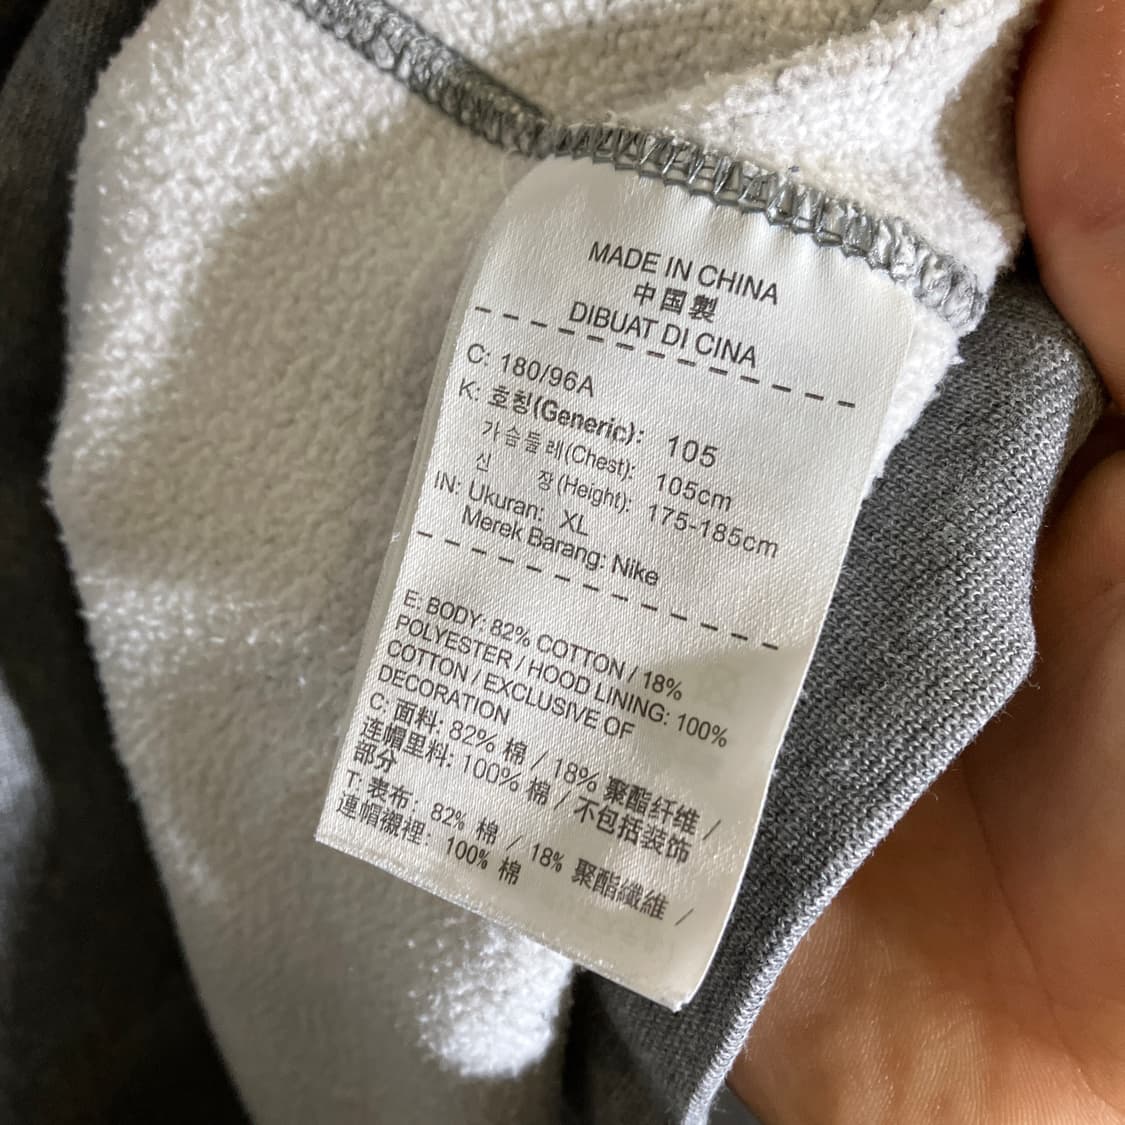 MADE IN CHINA
中国製
DIBUAT DI CINA
C: 180/96A
K: 호칭(Generic): 105
가슴둘레(Chest): 105cm
신 장(Height): 175-185cm
IN: Ukuran: XL
Merek Barang: Nike
E: BODY: 82% COTTON / 18%
POLYESTER / HOOD LINING: 100%
COTTON / EXCLUSIVE OF
DECORATION
C: 面料: 82% 棉 / 18% 聚酯纤维 /
连帽里料: 100% 棉 / 不包括装饰
部分
T: 表布: 82% 棉 / 18% 聚酯纖維 /
連帽襯裡: 100% 棉